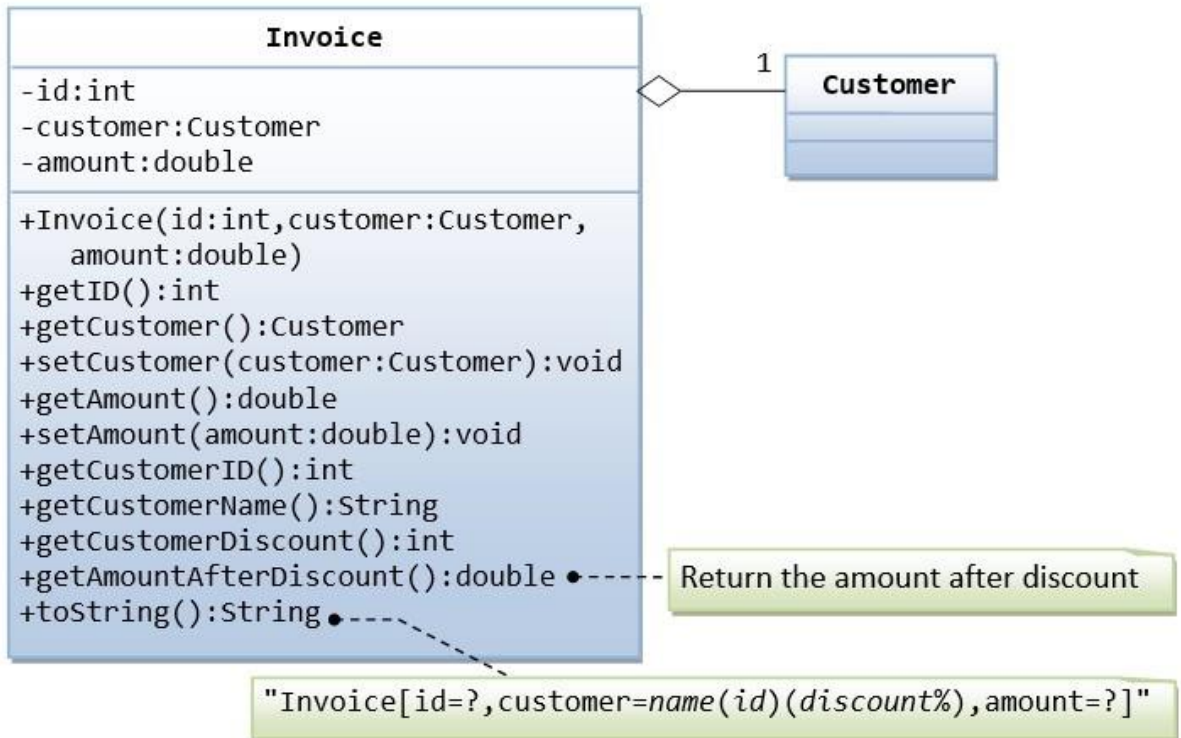 Invoice
-id:int
-customer:Customer
-amount:double
+Invoice(id:int,customer:Customer,
amount:double)
+getID():int
+getCustomer():Customer
+setCustomer(customer:Customer):void
+getAmount():double
+setAmount(amount:double):void
+getCustomerID():int
+getCustomerName():String
+getCustomerDiscount():int
+getAmountAfterDiscount():double
+toString():String
1
Customer
Return the amount after discount
"Invoice[id=?,customer=name(id)(discount%),amount=?]"